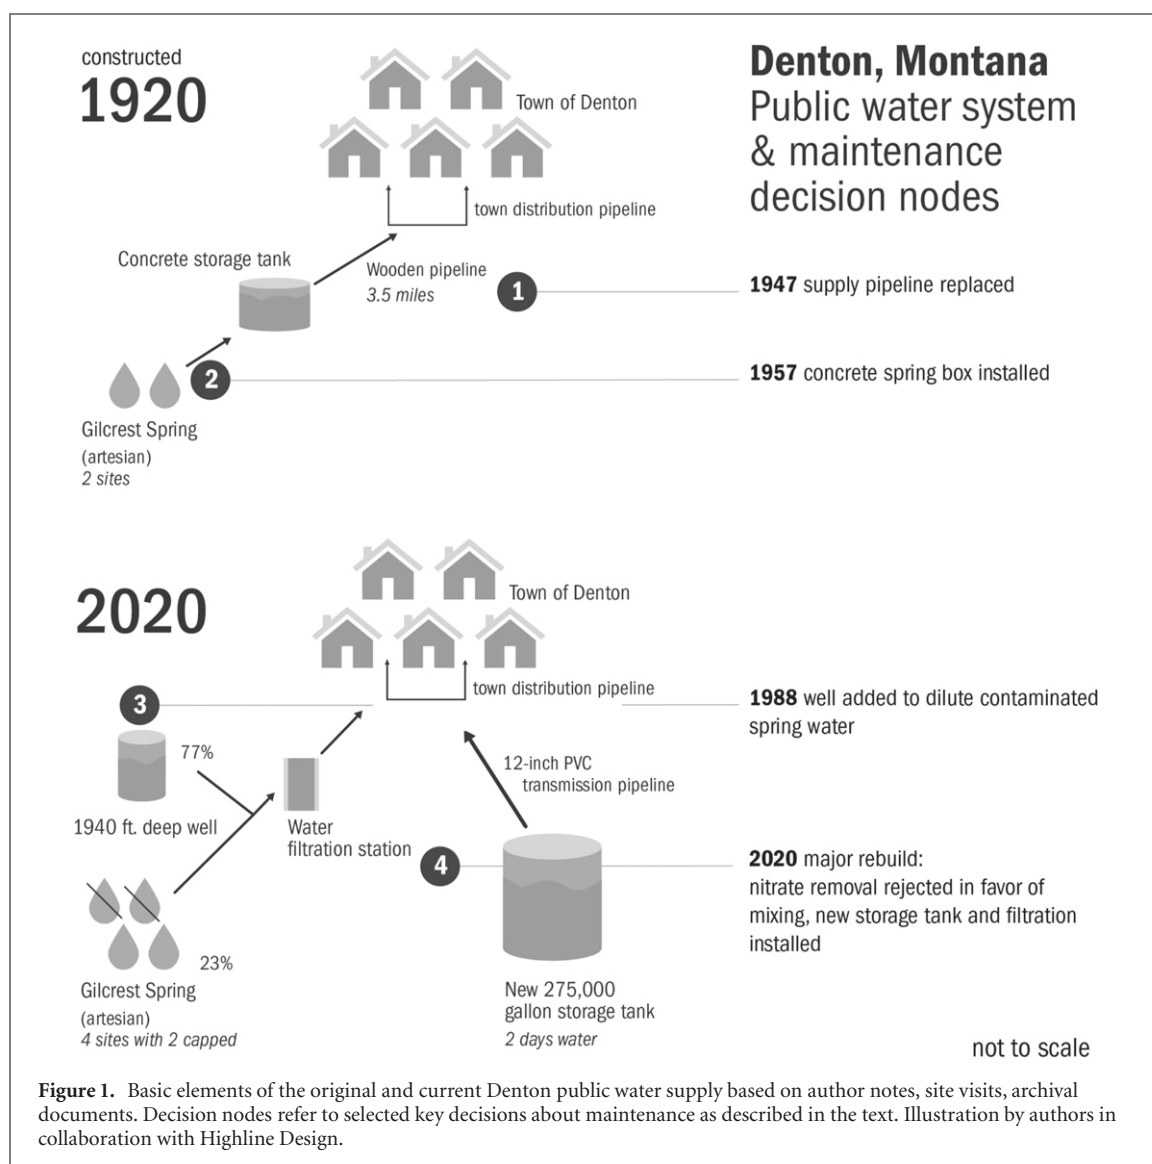 constructed
1920
Town of Denton
town distribution pipeline
Concrete storage tank
Wooden pipeline
3.5 miles
1
2
Gilcrest Spring
(artesian)
2 sites
Denton, Montana
Public water system
& maintenance
decision nodes
1947 supply pipeline replaced
1957 concrete spring box installed
2020
Town of Denton
town distribution pipeline
3
77%
1940 ft. deep well
Water
filtration station
12-inch PVC
transmission pipeline
4
23%
Gilcrest Spring
(artesian)
4 sites with 2 capped
New 275,000
gallon storage tank
2 days water
1988 well added to dilute contaminated
spring water
2020 major rebuild:
nitrate removal rejected in favor of
mixing, new storage tank and filtration
installed
not to scale
Figure 1. Basic elements of the original and current Denton public water supply based on author notes, site visits, archival
documents. Decision nodes refer to selected key decisions about maintenance as described in the text. Illustration by authors in
collaboration with Highline Design.